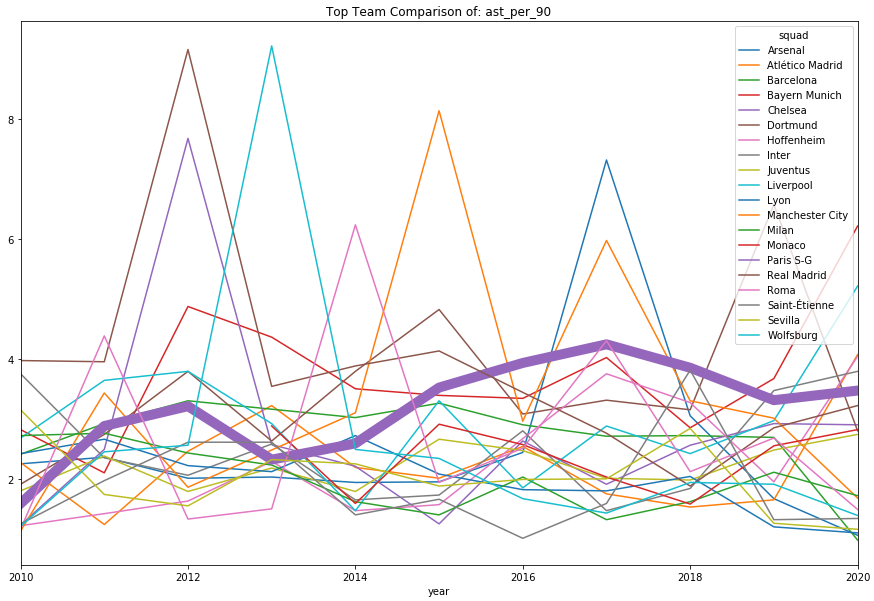 Top Team Comparison of: ast_per_90
squad
Arsenal
Atlético Madrid
Barcelona
Bayern Munich
Chelsea
Dortmund
Hoffenheim
Inter
Juventus
Liverpool
Lyon
Manchester City
Milan
Monaco
Paris S-G
Real Madrid
Roma
Saint-Étienne
Sevilla
Wolfsburg
8
6
4
2
2010 2012 2014 2016 2018 2020
year